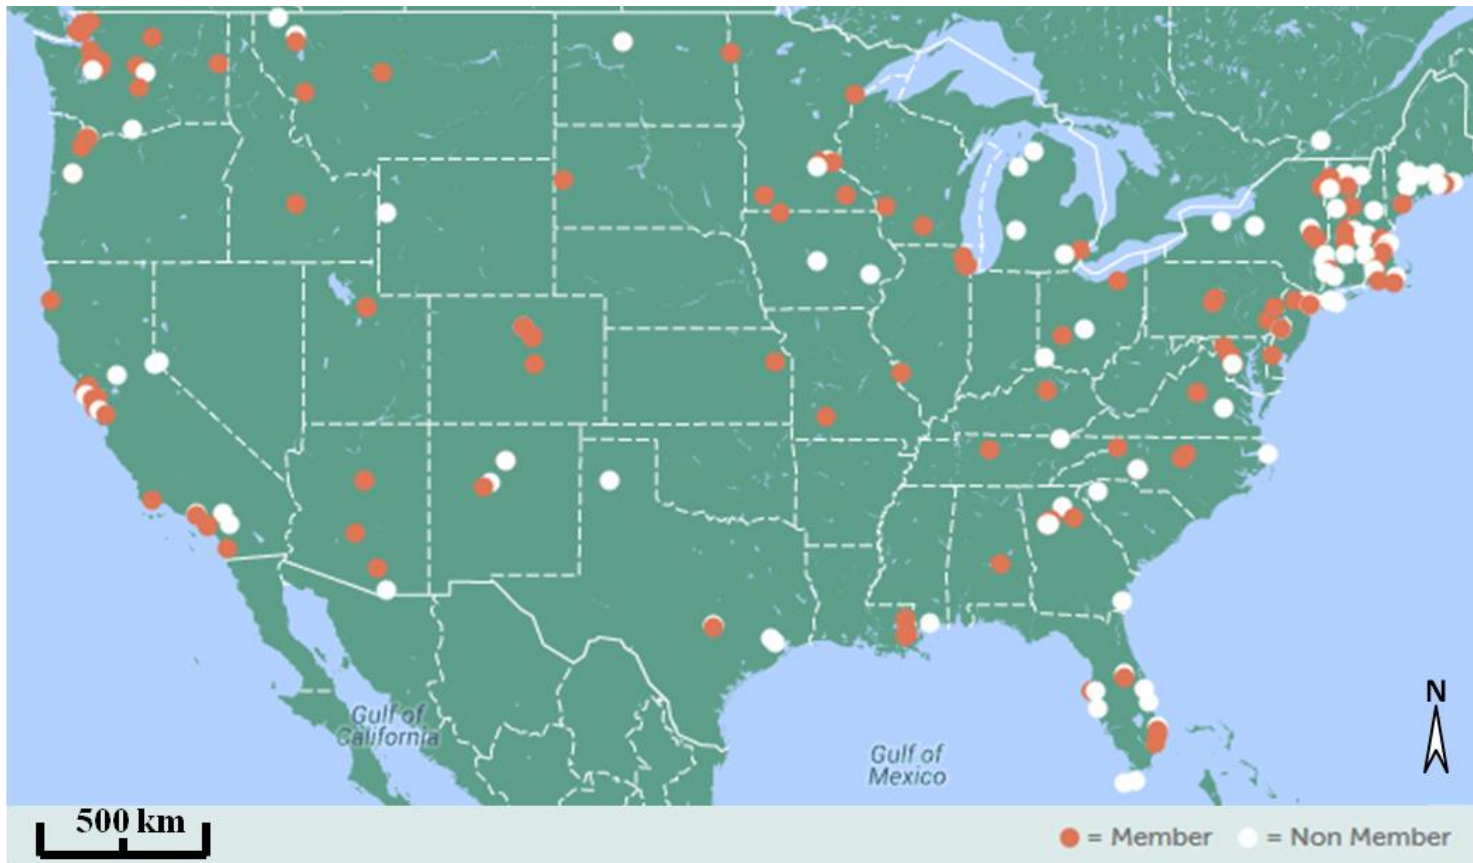 N
Gulf of
California
Gulf of
Mexico
500 km
= Member = Non Member